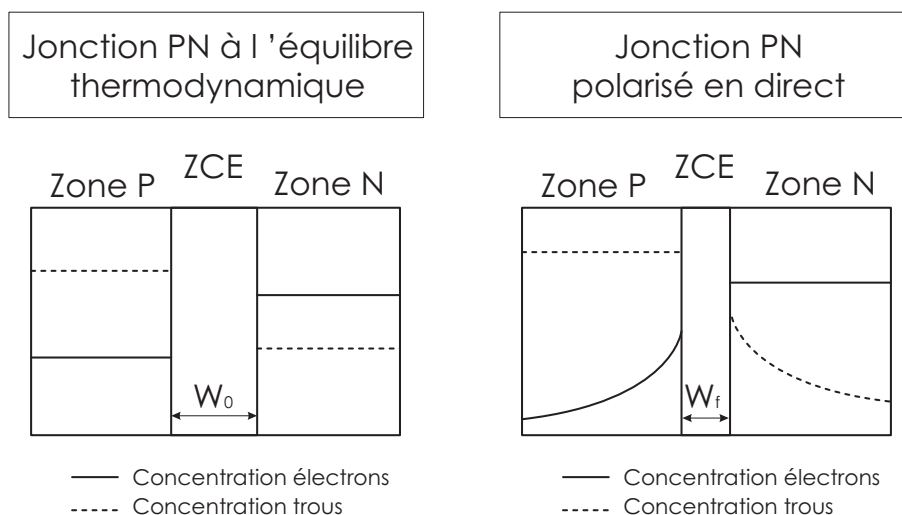 Jonction PN à l ’équilibre
thermodynamique
Zone P
ZCE
Zone N
W0
Concentration électrons
Concentration trous
Jonction PN
polarisé en direct
Zone P
ZCE
Zone N
Wf
Concentration électrons
Concentration trous